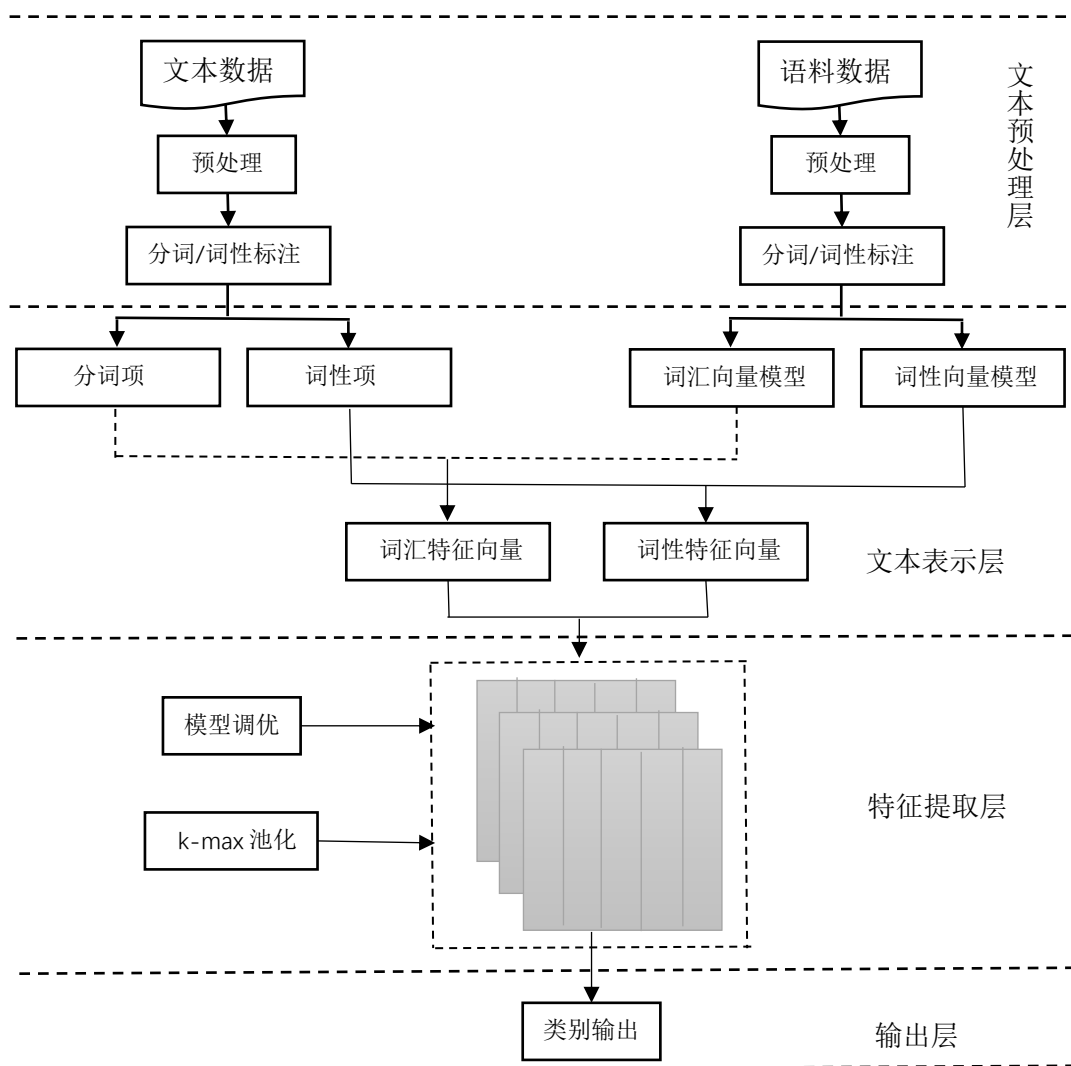 文本数据
语料数据
文本预处理层
预处理
预处理
分词/词性标注
分词/词性标注
分词项
词性项
词汇向量模型
词性向量模型
词汇特征向量
词性特征向量
文本表示层
模型调优
特征提取层
k-max 池化
类别输出
输出层